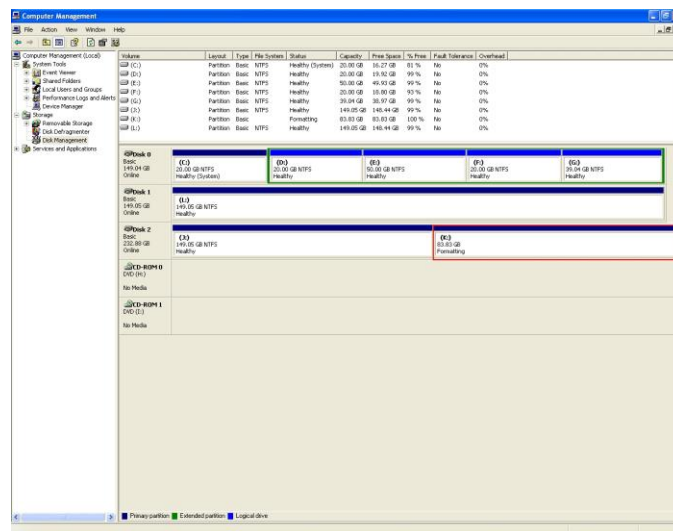 Computer Management
File Action View Window Help
Computer Management (Local)
System Tools
Event Viewer
Shared Folders
Local Users and Groups
Performance Logs and Alerts
Device Manager
Storage
Removable Storage
Disk Defragmenter
Disk Management
Services and Applications
Volume Layout Type File System Status Capacity Free Space % Free Fault Tolerance Overhead
(C:) Partition Basic NTFS Healthy (System) 20.00 GB 16.27 GB 81 % No 0%
(D:) Partition Basic NTFS Healthy 20.00 GB 19.92 GB 99 % No 0%
(E:) Partition Basic NTFS Healthy 50.00 GB 49.93 GB 99 % No 0%
(F:) Partition Basic NTFS Healthy 20.00 GB 18.80 GB 93 % No 0%
(G:) Partition Basic NTFS Healthy 39.04 GB 38.97 GB 99 % No 0%
(J:) Partition Basic NTFS Healthy 149.05 GB 148.44 GB 99 % No 0%
(K:) Partition Basic Formatting 83.83 GB 83.83 GB 100 % No 0%
(L:) Partition Basic NTFS Healthy 149.05 GB 148.44 GB 99 % No 0%
Disk 0
Basic
149.04 GB
Online
(C:)
20.00 GB NTFS
Healthy (System)
(D:)
20.00 GB NTFS
Healthy
(E:)
50.00 GB NTFS
Healthy
(F:)
20.00 GB NTFS
Healthy
(G:)
39.04 GB NTFS
Healthy
Disk 1
Basic
149.05 GB
Online
(L:)
149.05 GB NTFS
Healthy
Disk 2
Basic
232.88 GB
Online
(J:)
149.05 GB NTFS
Healthy
(K:)
83.83 GB
Formatting
CD-ROM 0
DVD (H:)
No Media
CD-ROM 1
DVD (I:)
No Media
Primary partition Extended partition Logical drive